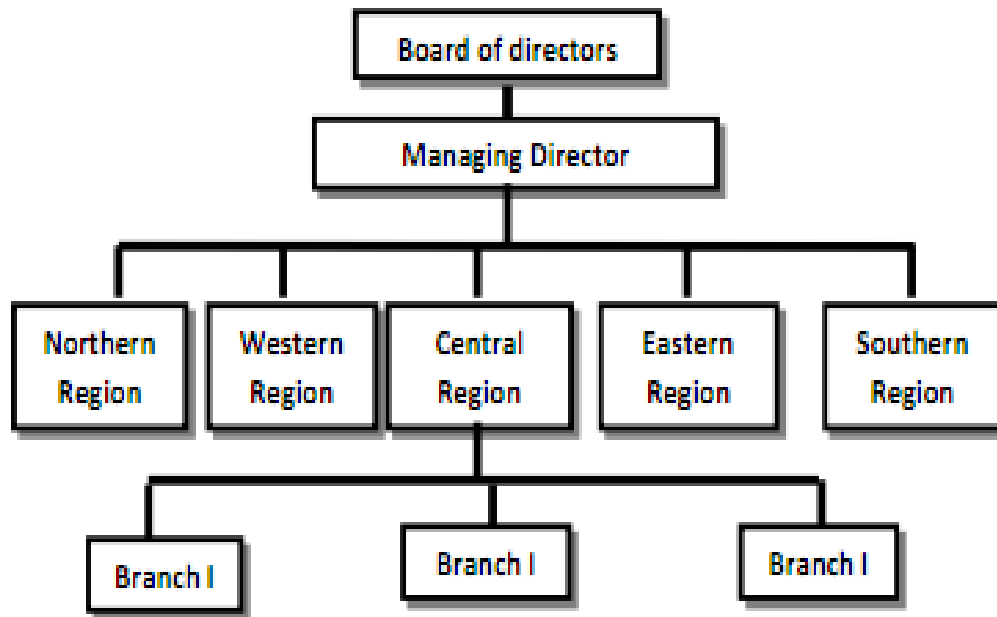 Board of directors
Managing Director
Northern
Region
Western
Region
Central
Region
Eastern
Region
Southern
Region
Branch I
Branch I
Branch I